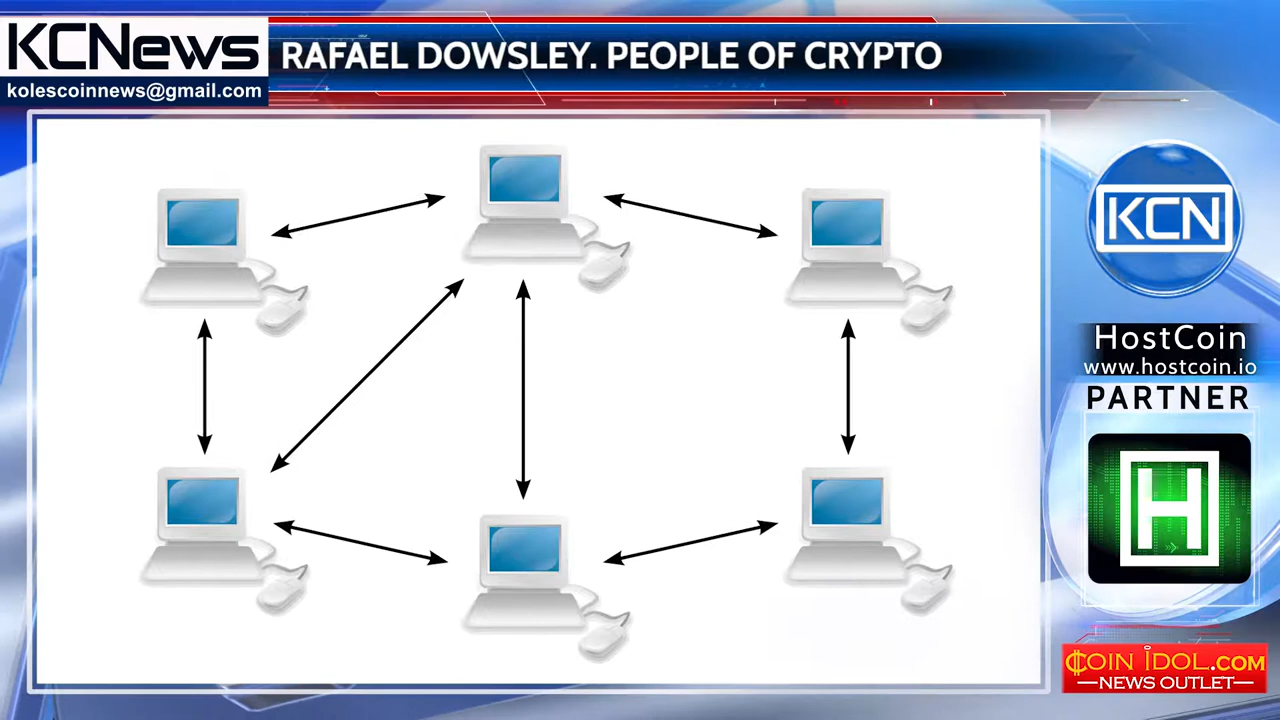 KCNews
kolescoinnews@gmail.com
RAFAEL DOWSLEY. PEOPLE OF CRYPTO
KCN
HostCoin
www.hostcoin.io
PARTNER
H
COIN IDOL.COM
NEWS OUTLET